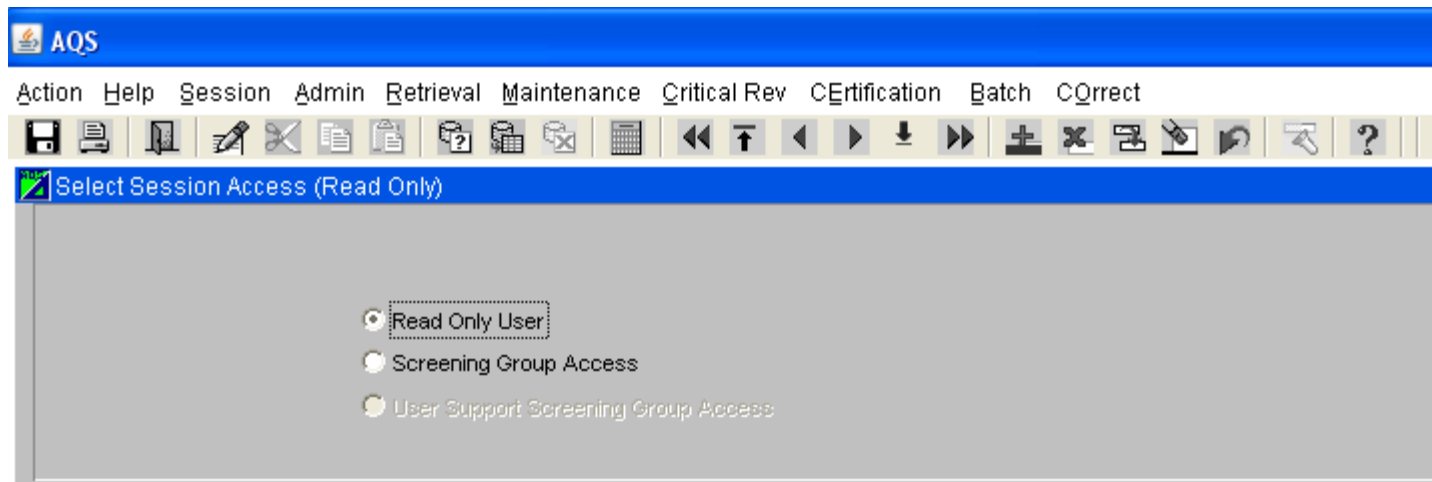 AQS
Action Help Session Admin Retrieval Maintenance Critical Rev CErtification Batch COrrect
Select Session Access (Read Only)
Read Only User
Screening Group Access
User Support Screening Group Access